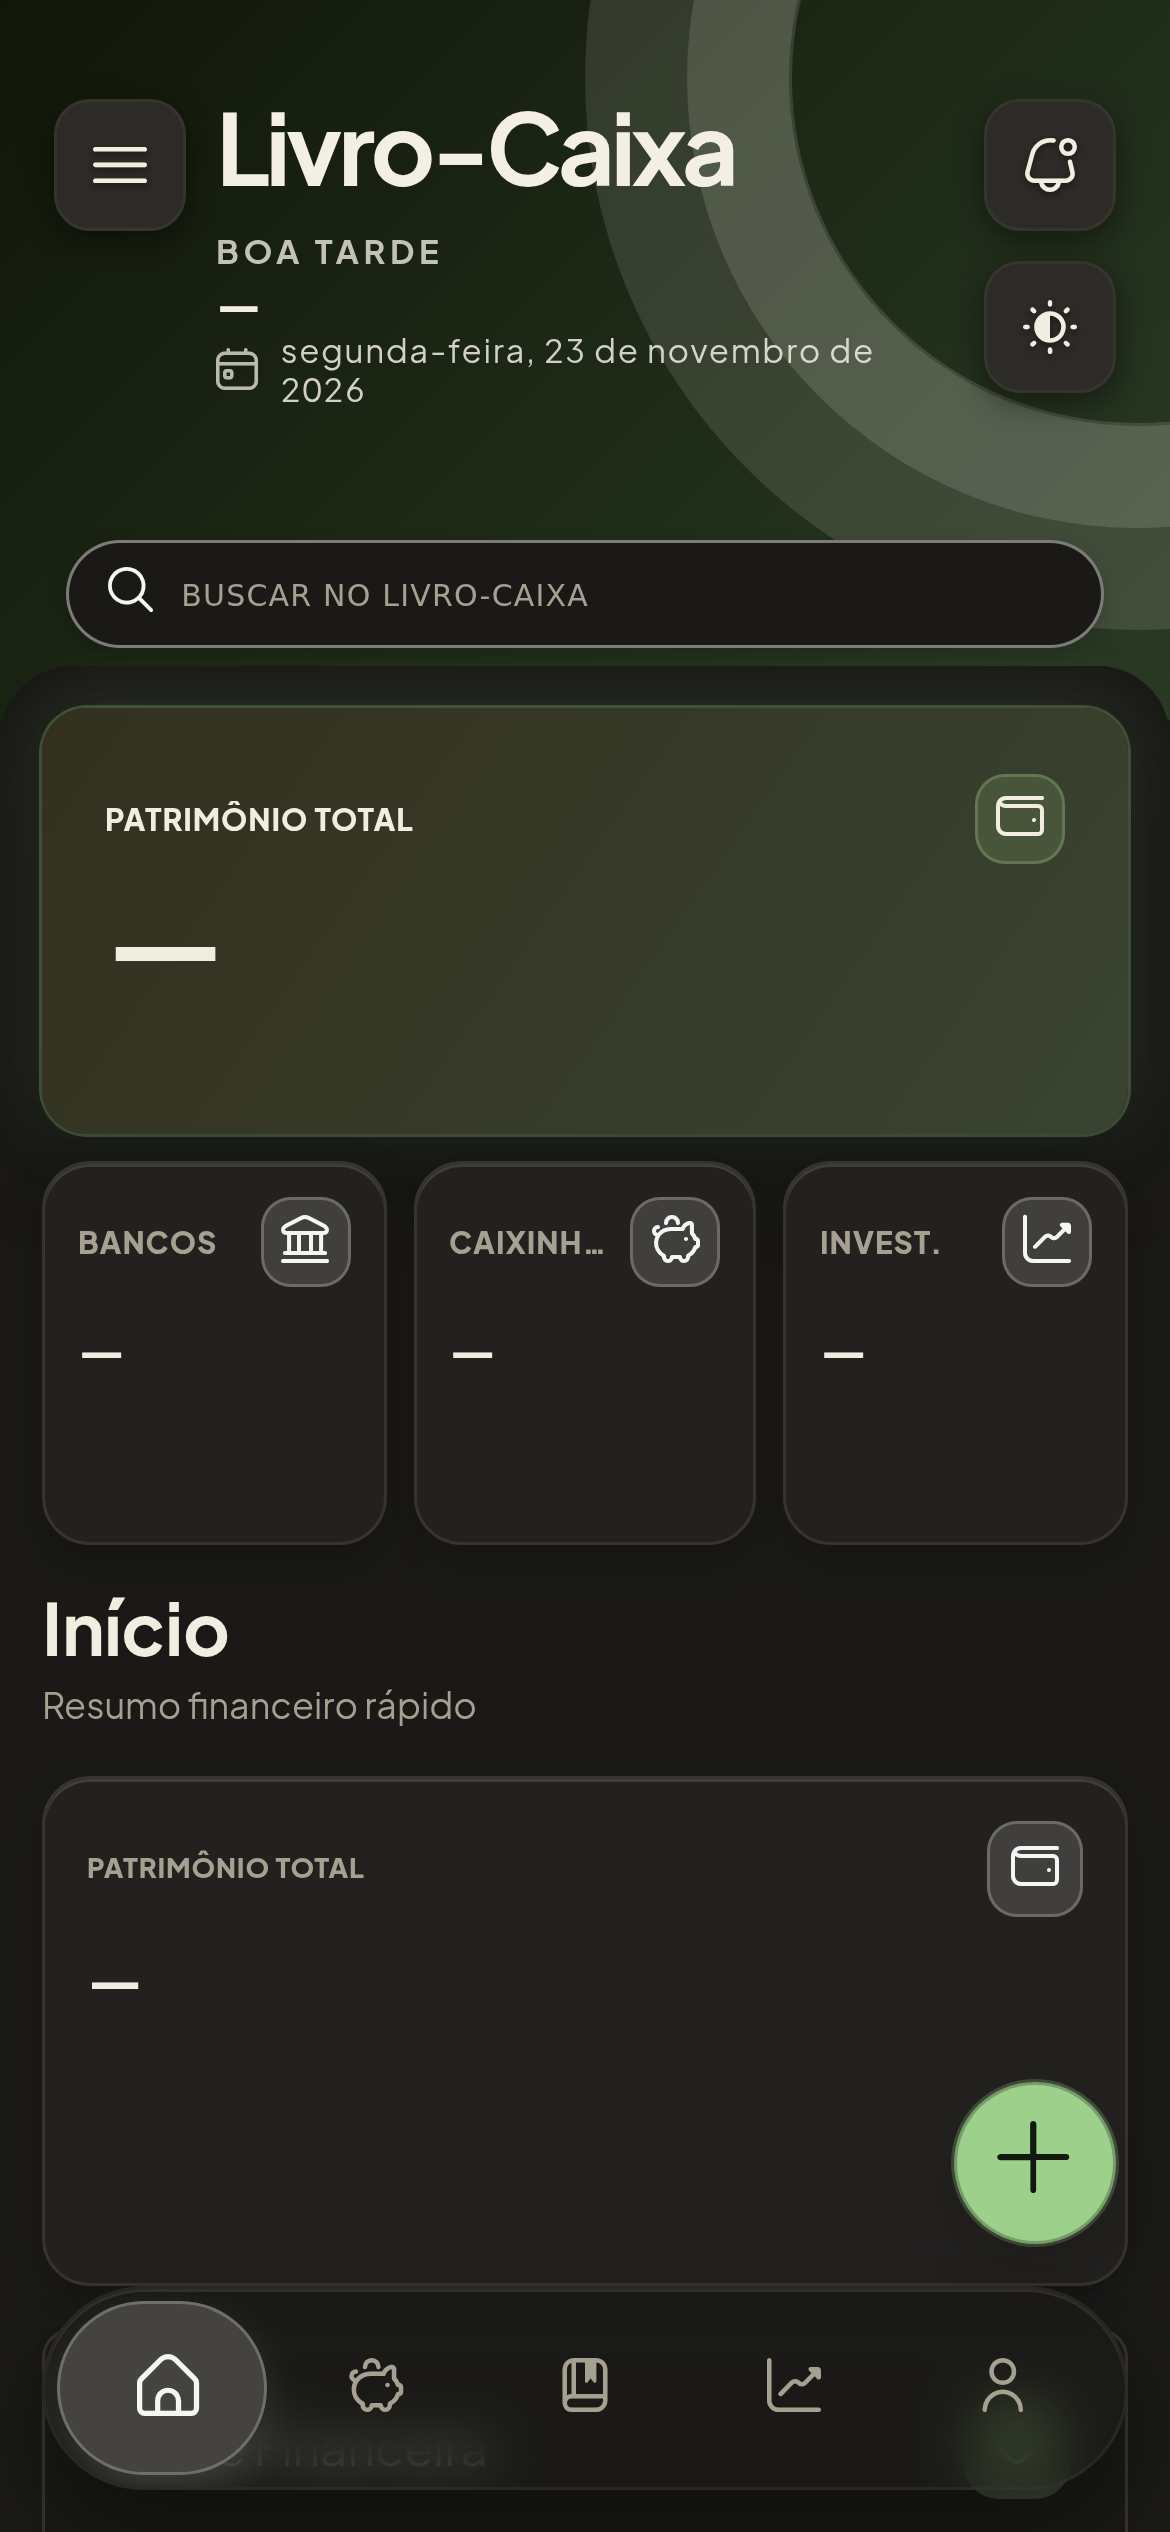 Livro-Caixa
BOA TARDE
—
segunda-feira, 23 de novembro de
2026
BUSCAR NO LIVRO-CAIXA
PATRIMÔNIO TOTAL
—
BANCOS
CAIXINH…
INVEST.
—
—
—
Início
Resumo financeiro rápido
PATRIMÔNIO TOTAL
—
Financeira